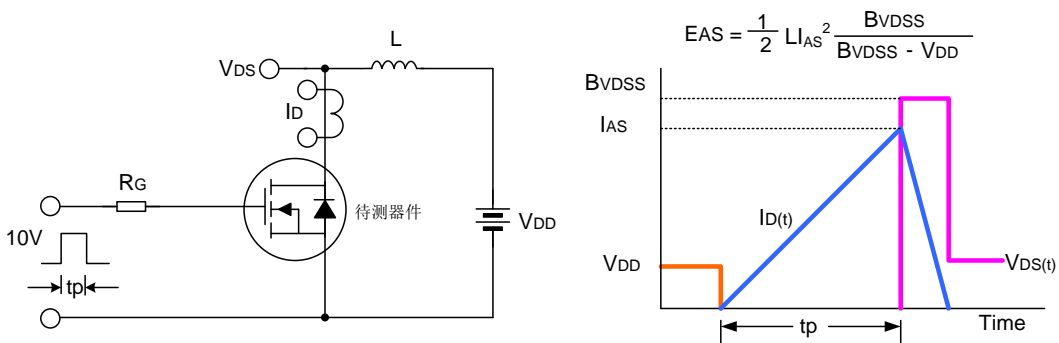 VDS
L
ID
RG
待测器件
VDD
10V
tp
EAS = 1/2 LIAS² BVDSS / BVDSS - VDD
BVDSS
IAS
ID(t)
VDD
VDS(t)
tp
Time